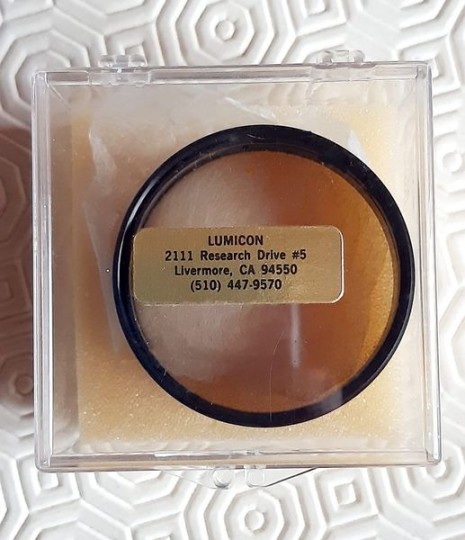 LUMICON
2111 Research Drive #5
Livermore, CA 94550
(510) 447-9570